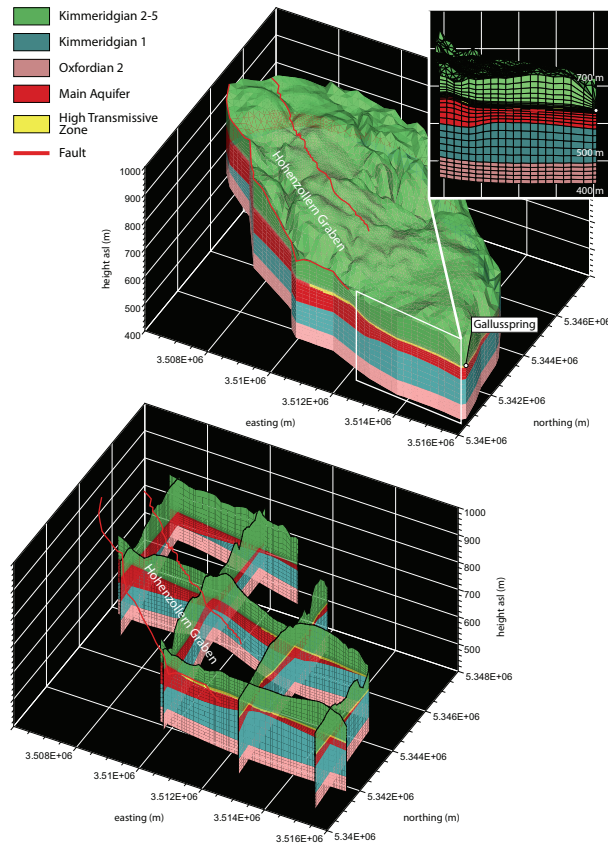 Kimmeridgian 2-5
Kimmeridgian 1
Oxfordian 2
Main Aquifer
High Transmissive
Zone
Fault
700 m
500 m
400 m
Hohenzollern Graben
Gallusspring
1000
900
800
700
600
500
400
height asl (m)
3.508E+06
3.51E+06
3.512E+06
3.514E+06
3.516E+06
easting (m)
5.34E+06
5.342E+06
5.344E+06
5.346E+06
northing (m)
Hohenzollern Graben
1000
900
800
700
600
500
height asl (m)
3.508E+06
3.51E+06
3.512E+06
3.514E+06
3.516E+06
easting (m)
5.34E+06
5.342E+06
5.344E+06
5.346E+06
5.348E+06
northing (m)